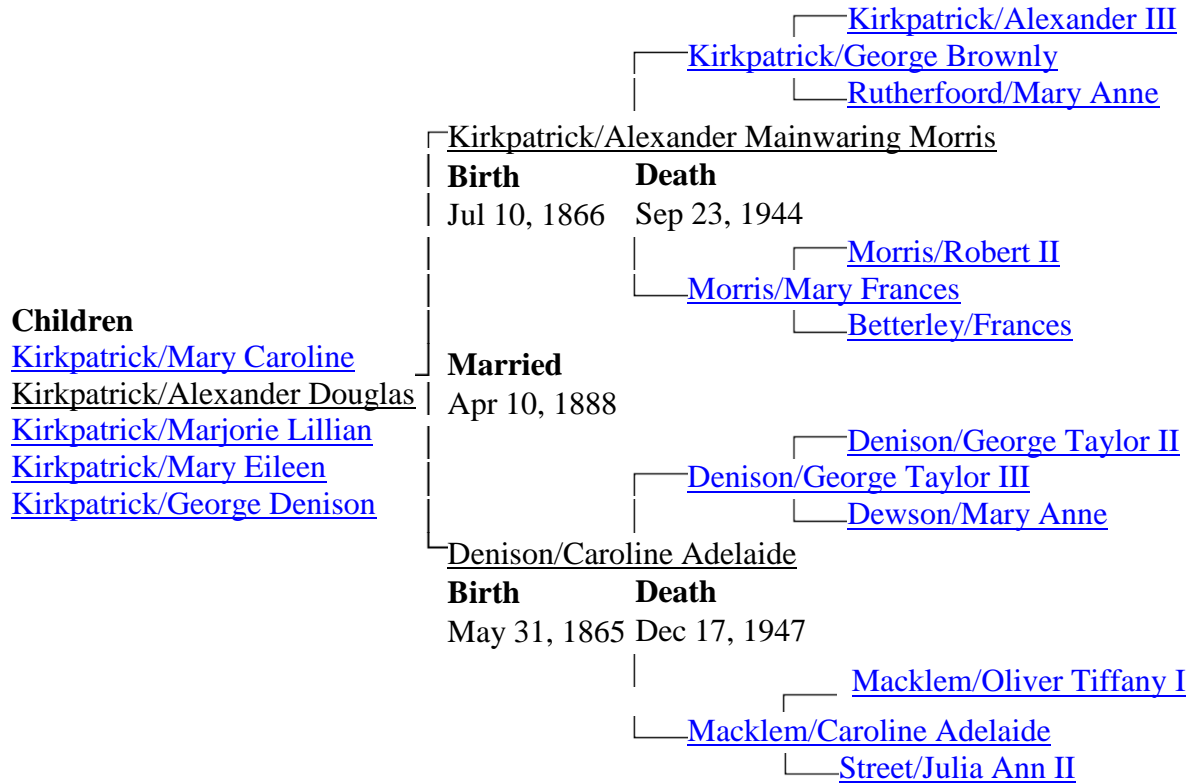 Kirkpatrick/Alexander III
Kirkpatrick/George Brownly
Rutherfoord/Mary Anne
Kirkpatrick/Alexander Mainwaring Morris
Birth Death
Jul 10, 1866 Sep 23, 1944
Morris/Robert II
Morris/Mary Frances
Betterley/Frances
Children
Kirkpatrick/Mary Caroline
Kirkpatrick/Alexander Douglas
Kirkpatrick/Marjorie Lillian
Kirkpatrick/Mary Eileen
Kirkpatrick/George Denison
Married
Apr 10, 1888
Denison/George Taylor II
Denison/George Taylor III
Dewson/Mary Anne
Denison/Caroline Adelaide
Birth Death
May 31, 1865 Dec 17, 1947
Macklem/Oliver Tiffany I
Macklem/Caroline Adelaide
Street/Julia Ann II